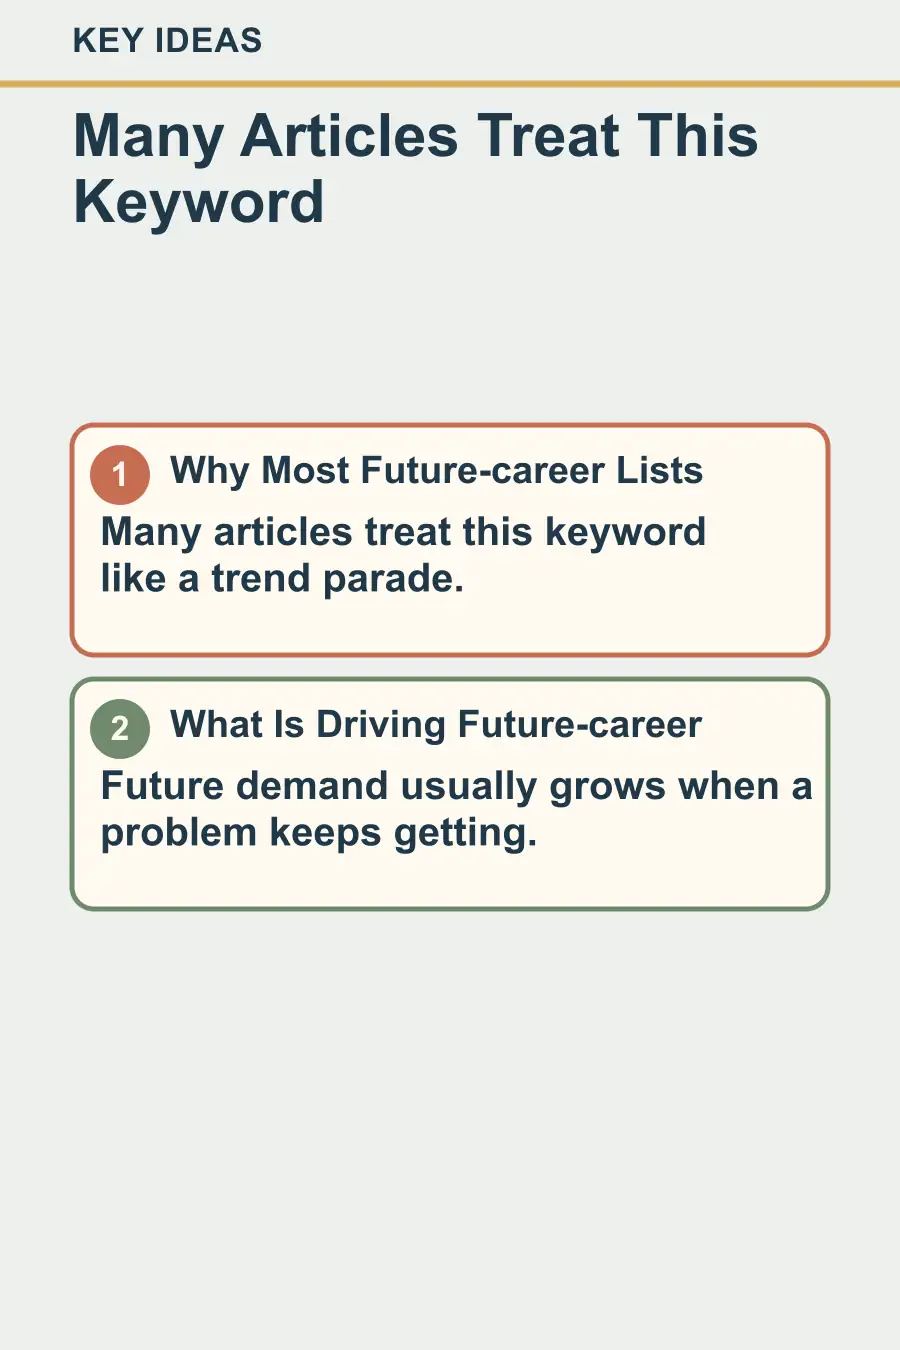 KEY IDEAS
Many Articles Treat This
Keyword
1
Why Most Future-career Lists
Many articles treat this keyword
like a trend parade.
2
What Is Driving Future-career
Future demand usually grows when a
problem keeps getting.